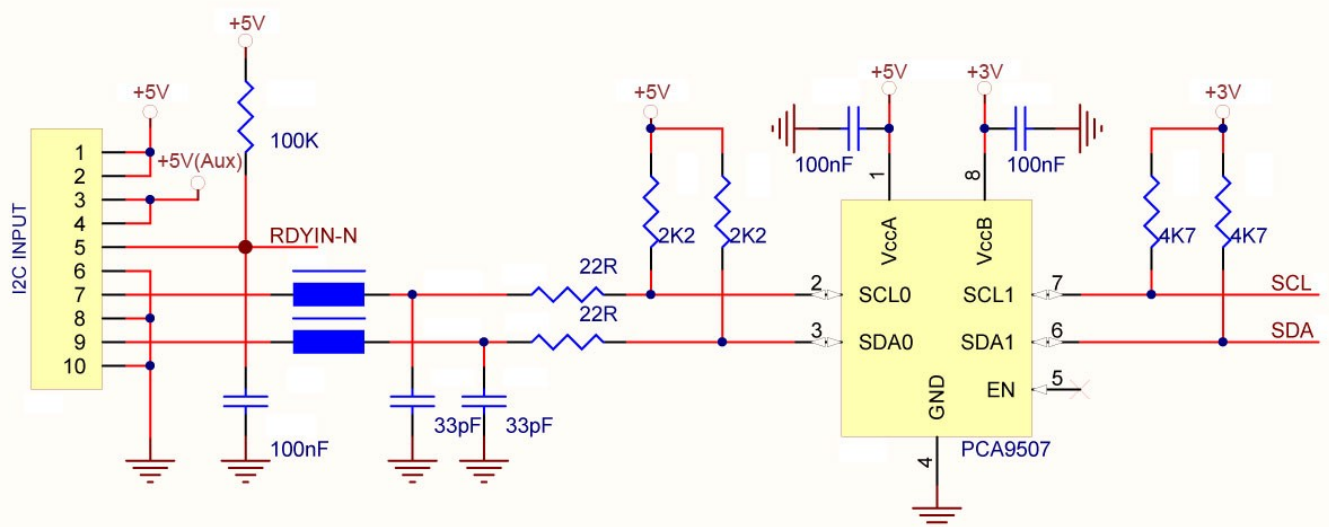 +5V
+5V
100K
+5V(Aux)
I2C INPUT
1
2
3
4
5
6
7
8
9
10
RDYIN-N
100nF
33pF
33pF
22R
22R
+5V
2K2
2K2
+5V
+3V
100nF
100nF
1
8
VccA
VccB
2
SCL0
SCL1
7
3
SDA0
SDA1
6
EN
5
GND
4
PCA9507
+3V
4K7
4K7
SCL
SDA